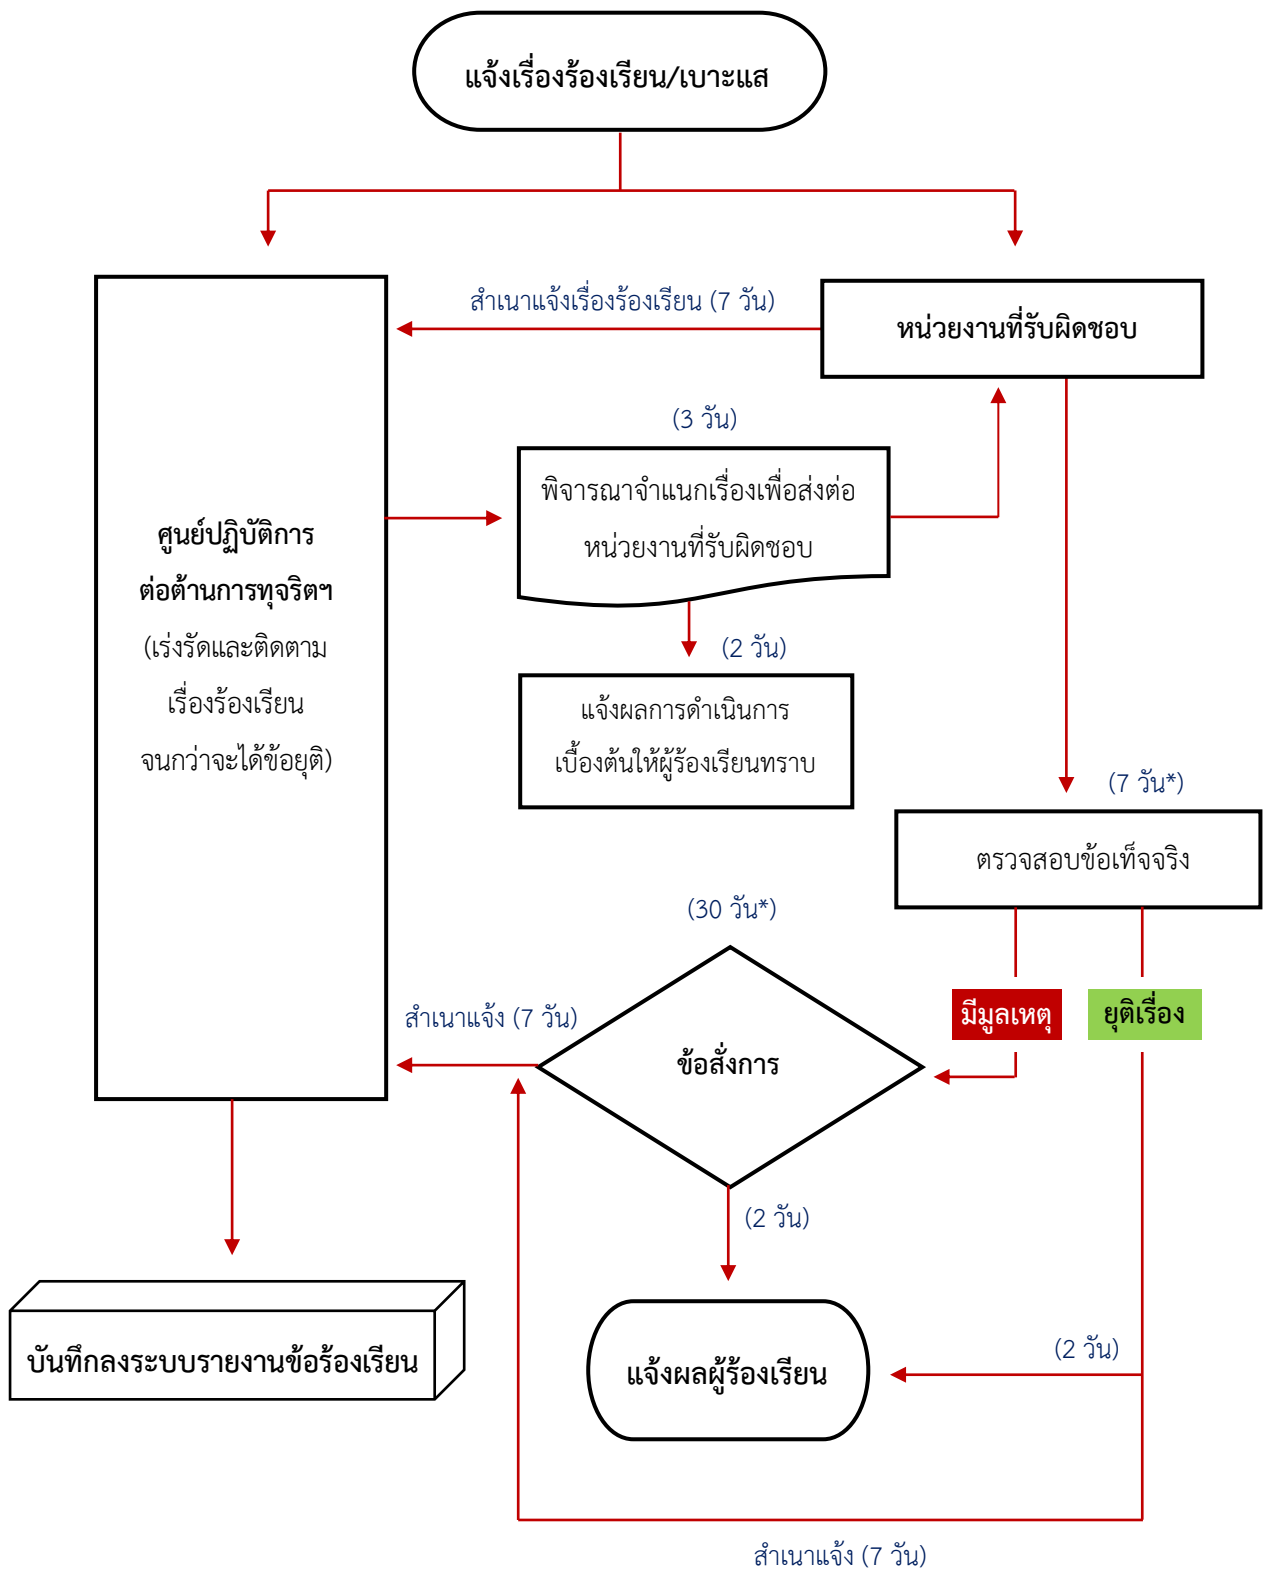 แจ้งเรื่องร้องเรียน/เบาะแส
สำเนาแจ้งเรื่องร้องเรียน (7 วัน)
หน่วยงานที่รับผิดชอบ
(3 วัน)
พิจารณาจำแนกเรื่องเพื่อส่งต่อ
หน่วยงานที่รับผิดชอบ
ศูนย์ปฏิบัติการ
ต่อต้านการทุจริตฯ
(เร่งรัดและติดตาม
เรื่องร้องเรียน
จนกว่าจะได้ข้อยุติ)
(2 วัน)
แจ้งผลการดำเนินการ
เบื้องต้นให้ผู้ร้องเรียนทราบ
(7 วัน*)
ตรวจสอบข้อเท็จจริง
(30 วัน*)
มีมูลเหตุ
ยุติเรื่อง
สำเนาแจ้ง (7 วัน)
ข้อสั่งการ
(2 วัน)
บันทึกลงระบบรายงานข้อร้องเรียน
แจ้งผลผู้ร้องเรียน
(2 วัน)
สำเนาแจ้ง (7 วัน)